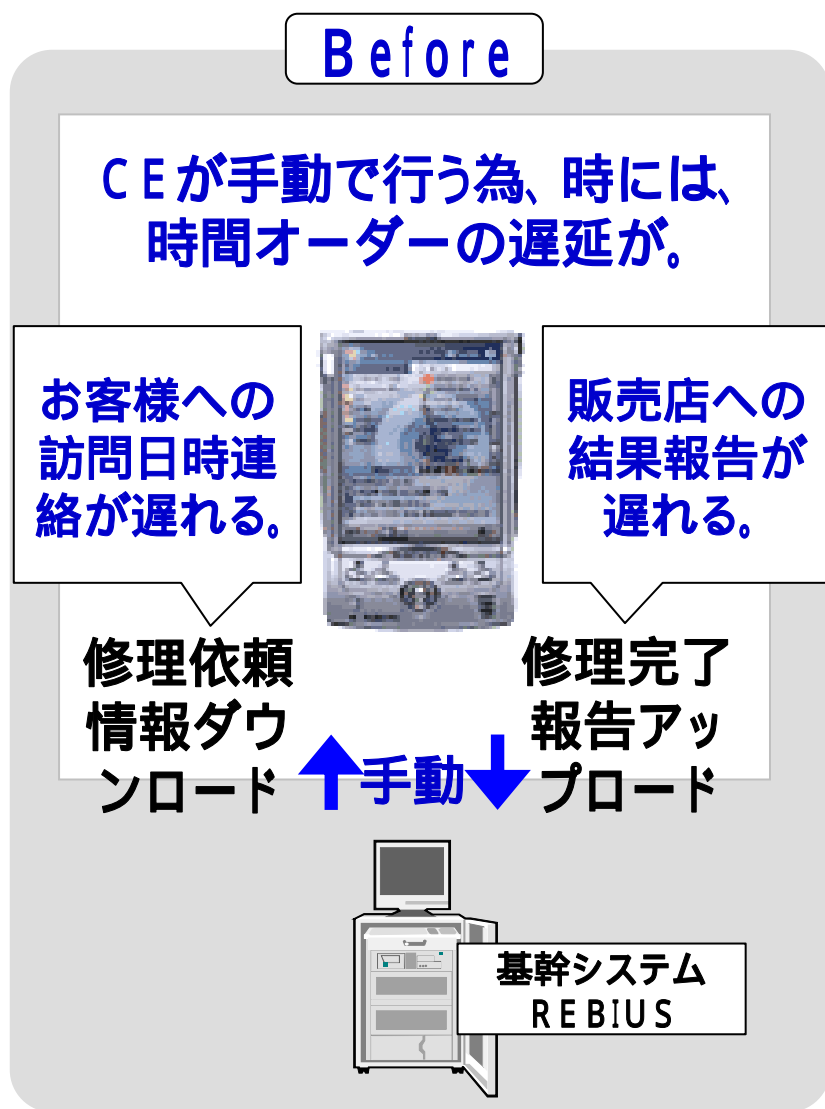 Before
CEが手動で行う為、時には、
時間オーダーの遅延が。
お客様への
訪問日時連
絡が遅れる。
販売店への
結果報告が
遅れる。
修理依頼
情報ダウ
ンロード
修理完了
報告アッ
プロード
手動
基幹システム
REBIUS